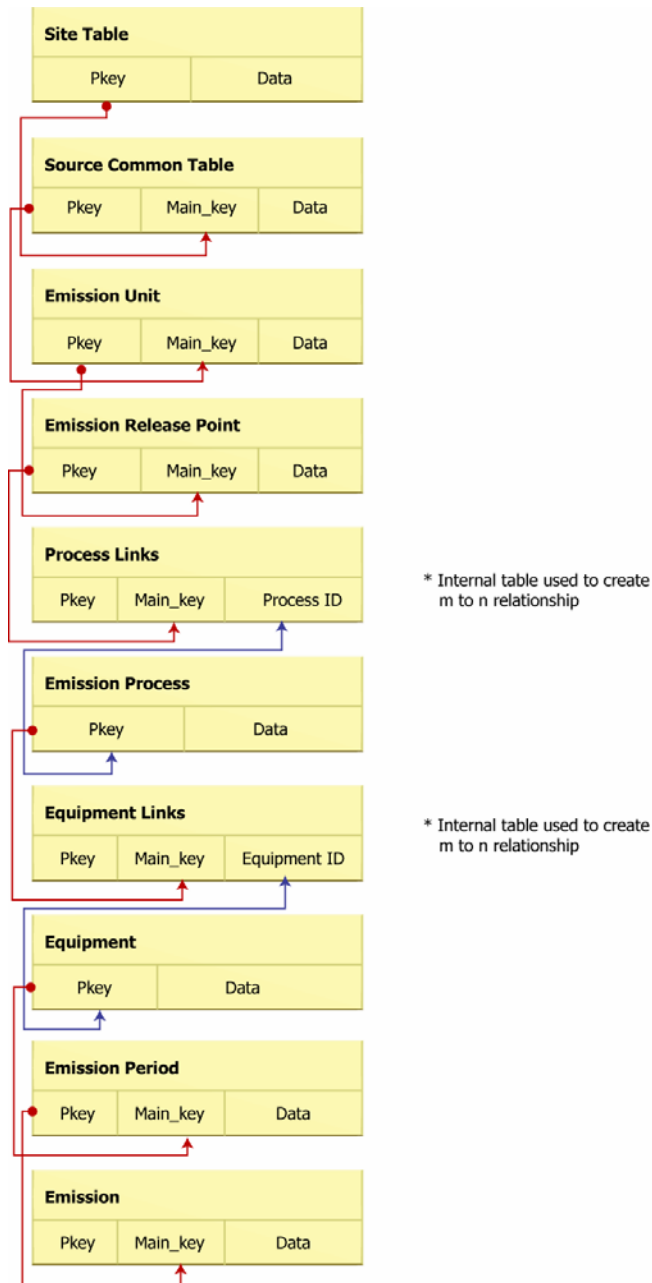 Site Table
Pkey Data
Source Common Table
Pkey Main_key Data
Emission Unit
Pkey Main_key Data
Emission Release Point
Pkey Main_key Data
Process Links
Pkey Main_key Process ID
* Internal table used to create
m to n relationship
Emission Process
Pkey Data
Equipment Links
Pkey Main_key Equipment ID
* Internal table used to create
m to n relationship
Equipment
Pkey Data
Emission Period
Pkey Main_key Data
Emission
Pkey Main_key Data